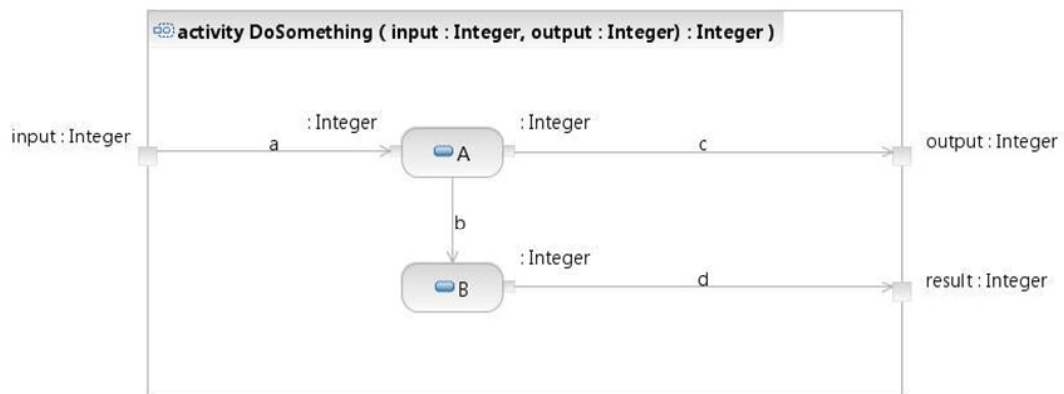 activity DoSomething ( input : Integer, output : Integer) : Integer )
input : Integer
: Integer
: Integer
output : Integer
a
A
c
b
: Integer
B
d
result : Integer